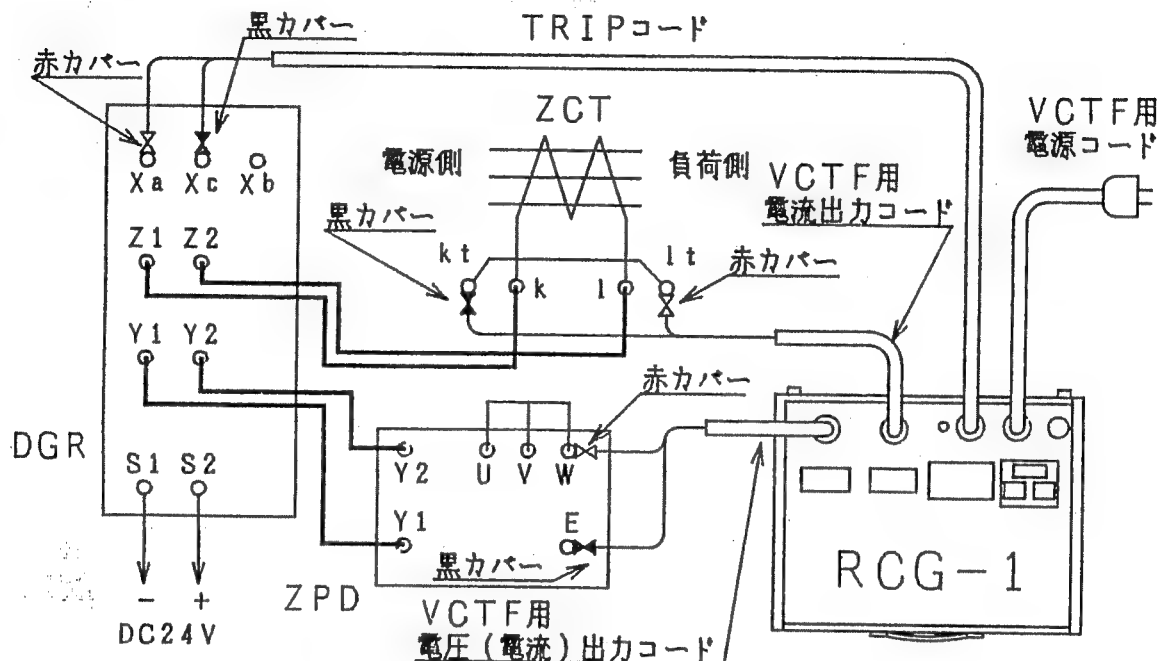 黒カバー
TRIPコード
赤カバー
ZCT
VCTF用
電源コード
電源側
負荷側
Xa Xc Xb
VCTF用
電流出力コード
黒カバー
Z1 Z2
kt
lt
赤カバー
k
l
Y1 Y2
赤カバー
DGR
S1 S2
Y2
U V W
Y1
E
黒カバー
RCG-1
- +
DC24V
ZPD
VCTF用
電圧(電流)出力コード